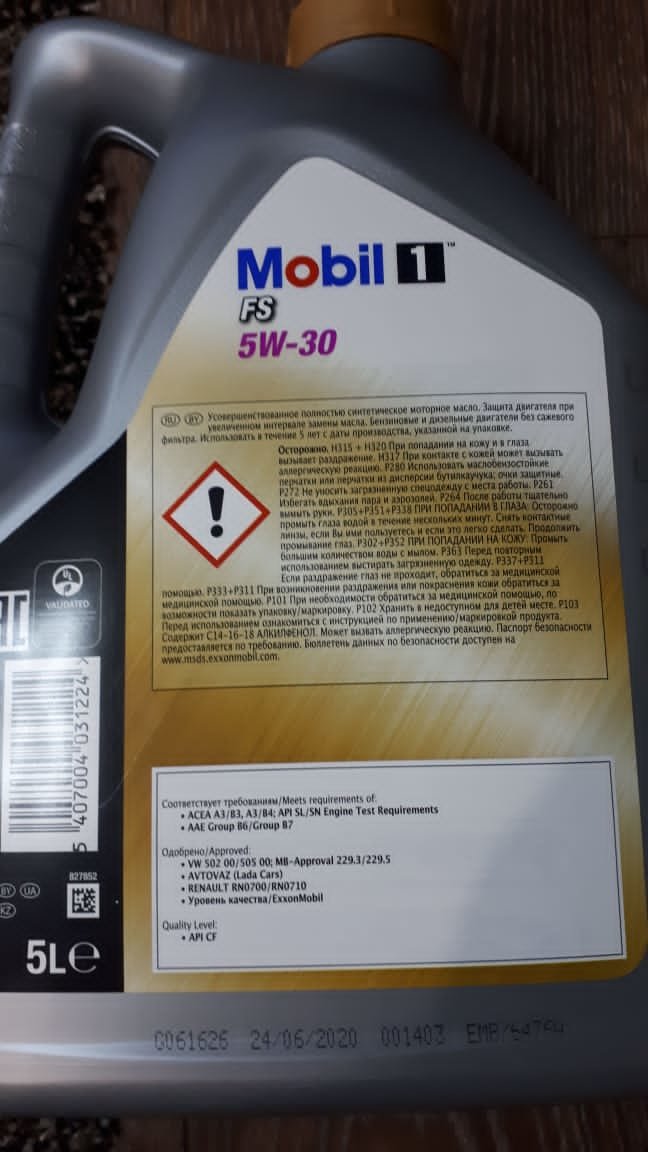 Mobil 1™
FS
5W-30
RU BY Усовершенствованное полностью синтетическое моторное масло. Защита двигателя при
увеличенном интервале замены масла. Бензиновые и дизельные двигатели без сажевого
фильтра. Использовать в течение 5 лет с даты производства, указанной на упаковке.
Осторожно. H315 + H320 При попадании на кожу и в глаза
вызывает раздражение. H317 При контакте с кожей может вызывать
аллергическую реакцию. P280 Использовать маслобензостойкие
перчатки или перчатки из дисперсии бутилкаучука; очки защитные.
P272 Не уносить загрязненную спецодежду с места работы. P261
Избегать вдыхания пара и аэрозолей. P264 После работы тщательно
вымыть руки. P305+P351+P338 ПРИ ПОПАДАНИИ В ГЛАЗА: Осторожно
промыть глаза водой в течение нескольких минут. Снять контактные
линзы, если Вы ими пользуетесь и если это легко сделать. Продолжить
промывание глаз. P302+P352 ПРИ ПОПАДАНИИ НА КОЖУ: Промыть
большим количеством воды с мылом. P363 Перед повторным
использованием выстирать загрязненную одежду. P337+P311
Если раздражение глаз не проходит, обратиться за медицинской
помощью. P333+P311 При возникновении раздражения или покраснения кожи обратиться за
медицинской помощью. P101 При необходимости обратиться за медицинской помощью, по
возможности показать упаковку/маркировку. P102 Хранить в недоступном для детей месте. P103
Перед использованием ознакомиться с инструкцией по применению/маркировкой продукта.
Содержит C14-16-18 АЛКИЛФЕНОЛ. Может вызвать аллергическую реакцию. Паспорт безопасности
предоставляется по требованию. Бюллетень данных по безопасности доступен на
www.msds.exxonmobil.com.
UL
VALIDATED
5 407004 031224 >
827852
BY UA
KZ
5L℮
Соответствует требованиям/Meets requirements of:
• ACEA A3/B3, A3/B4; API SL/SN Engine Test Requirements
• AAE Group B6/Group B7
Одобрено/Approved:
• VW 502 00/505 00; MB-Approval 229.3/229.5
• AVTOVAZ (Lada Cars)
• RENAULT RN0700/RN0710
• Уровень качества/ExxonMobil
Quality Level:
• API CF
G061626 24/06/2020 001403